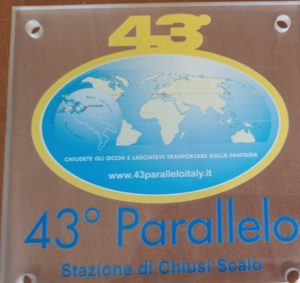 43°
CHIUDETE GLI OCCHI E LASCIATEVI TRASPORTARE DALLA FANTASIA
www.43paralleloitaly.it
43° Parallelo
Stazione di Chiusi Scalo